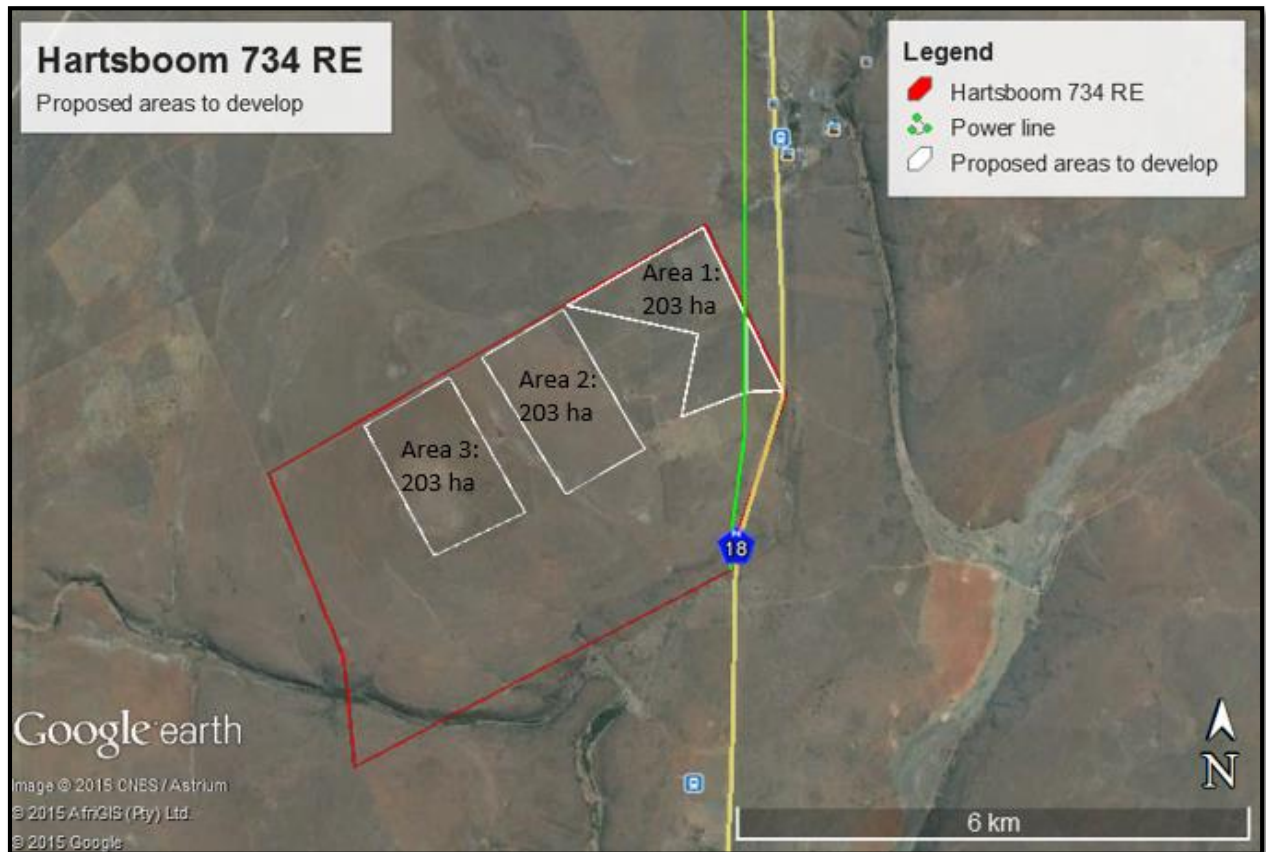 Hartsboom 734 RE
Proposed areas to develop
Legend
Hartsboom 734 RE
Power line
Proposed areas to develop
Area 1:
203 ha
Area 2:
203 ha
Area 3:
203 ha
N
18
Google earth
Image © 2015 CNES / Astrium
© 2015 AfriGIS (Pty) Ltd.
© 2015 Google
N
6 km